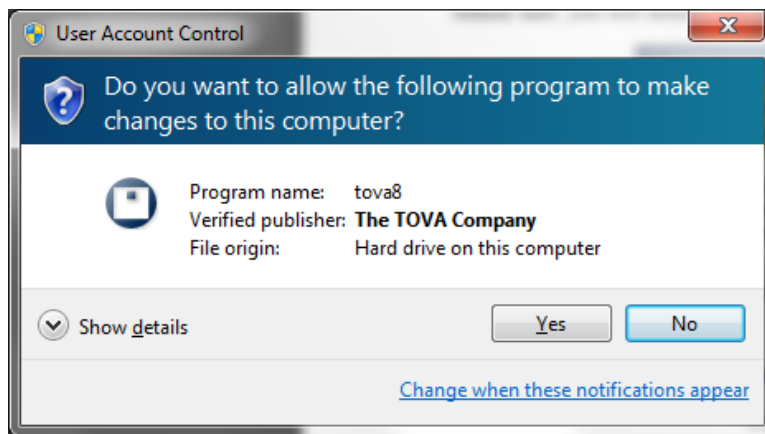 User Account Control
Do you want to allow the following program to make
changes to this computer?
Program name: tova8
Verified publisher: The TOVA Company
File origin: Hard drive on this computer
Show details
Yes
No
Change when these notifications appear